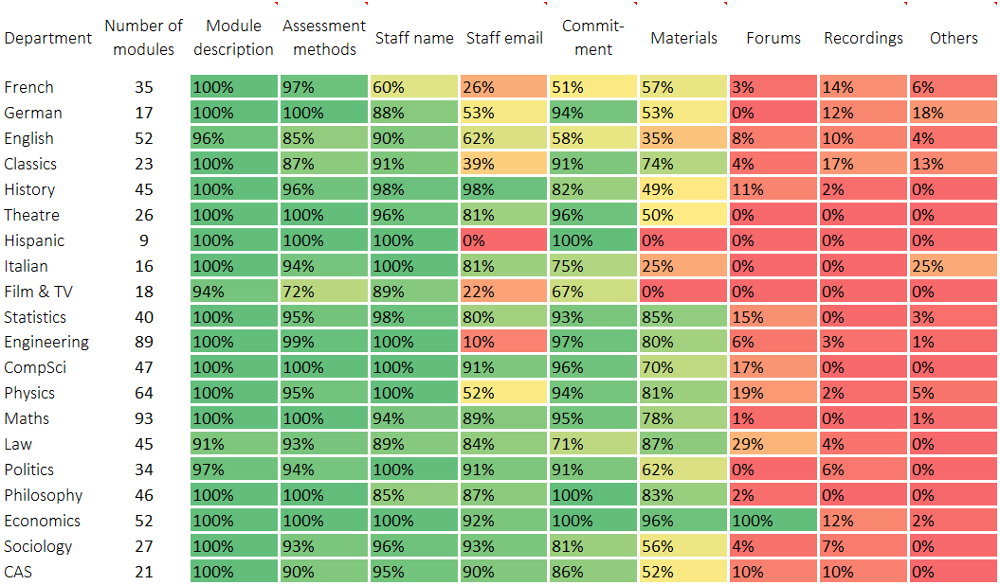 Department Number of modules Module description Assessment methods Staff name Staff email Commit-ment Materials Forums Recordings Others
French 35 100% 97% 60% 26% 51% 57% 3% 14% 6%
German 17 100% 100% 88% 53% 94% 53% 0% 12% 18%
English 52 96% 85% 90% 62% 58% 35% 8% 10% 4%
Classics 23 100% 87% 91% 39% 91% 74% 4% 17% 13%
History 45 100% 96% 98% 98% 82% 49% 11% 2% 0%
Theatre 26 100% 100% 96% 81% 96% 50% 0% 0% 0%
Hispanic 9 100% 100% 100% 0% 100% 0% 0% 0% 0%
Italian 16 100% 94% 100% 81% 75% 25% 0% 0% 25%
Film & TV 18 94% 72% 89% 22% 67% 0% 0% 0% 0%
Statistics 40 100% 95% 98% 80% 93% 85% 15% 0% 3%
Engineering 89 100% 99% 100% 10% 97% 80% 6% 3% 1%
CompSci 47 100% 100% 100% 91% 96% 70% 17% 0% 0%
Physics 64 100% 95% 100% 52% 94% 81% 19% 2% 5%
Maths 93 100% 100% 94% 89% 95% 78% 1% 0% 1%
Law 45 91% 93% 89% 84% 71% 87% 29% 4% 0%
Politics 34 97% 94% 100% 91% 91% 62% 0% 6% 0%
Philosophy 46 100% 100% 85% 87% 100% 83% 2% 0% 0%
Economics 52 100% 100% 100% 92% 100% 96% 100% 12% 2%
Sociology 27 100% 93% 96% 93% 81% 56% 4% 7% 0%
CAS 21 100% 90% 95% 90% 86% 52% 10% 10% 0%